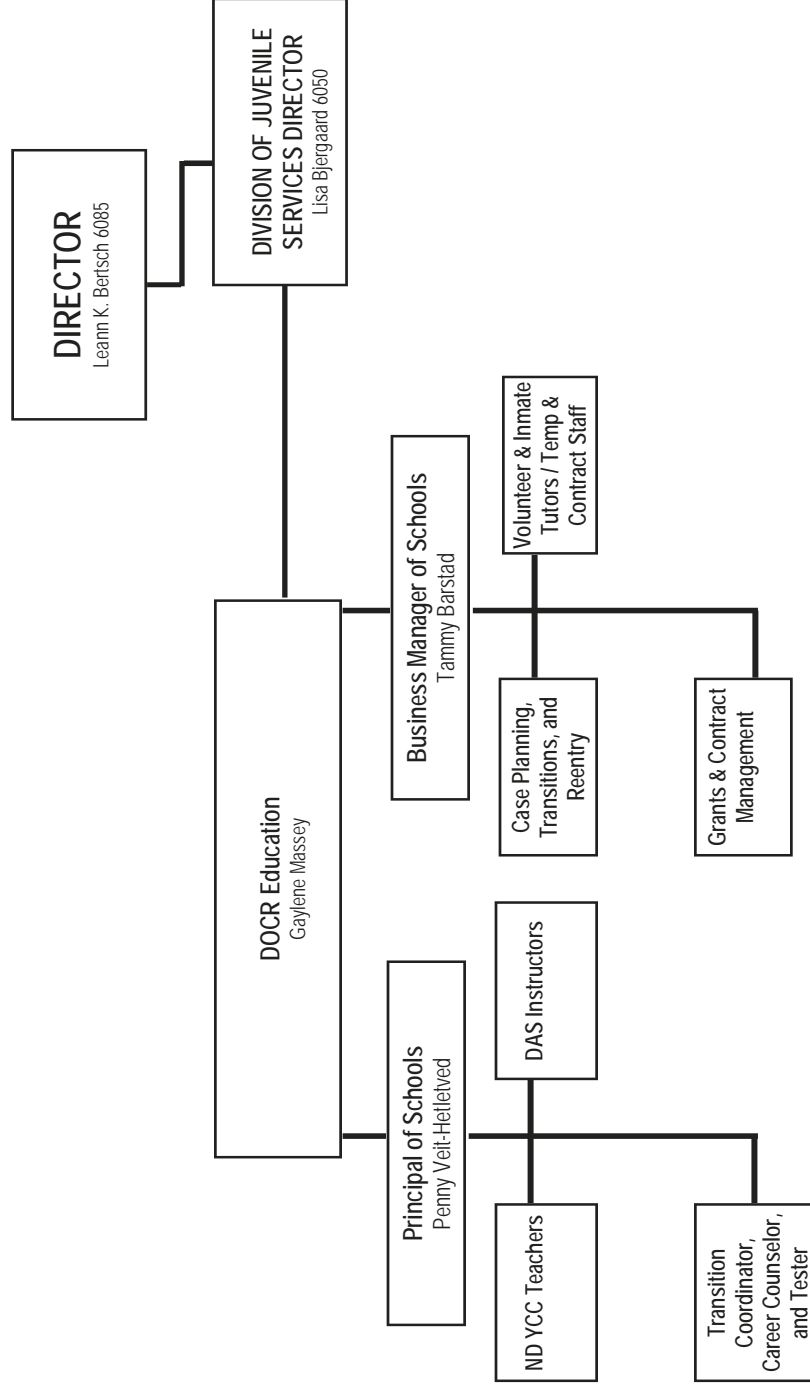 DIRECTOR
Leann K. Bertsch 6085
DIVISION OF JUVENILE
SERVICES DIRECTOR
Lisa Bjergaard 6050
DOCR Education
Gaylene Massey
Principal of Schools
Penny Veit-Hetletved
ND YCC Teachers
DAS Instructors
Transition
Coordinator,
Career Counselor,
and Tester
Business Manager of Schools
Tammy Barstad
Case Planning,
Transitions, and
Reentry
Volunteer & Inmate
Tutors / Temp &
Contract Staff
Grants & Contract
Management